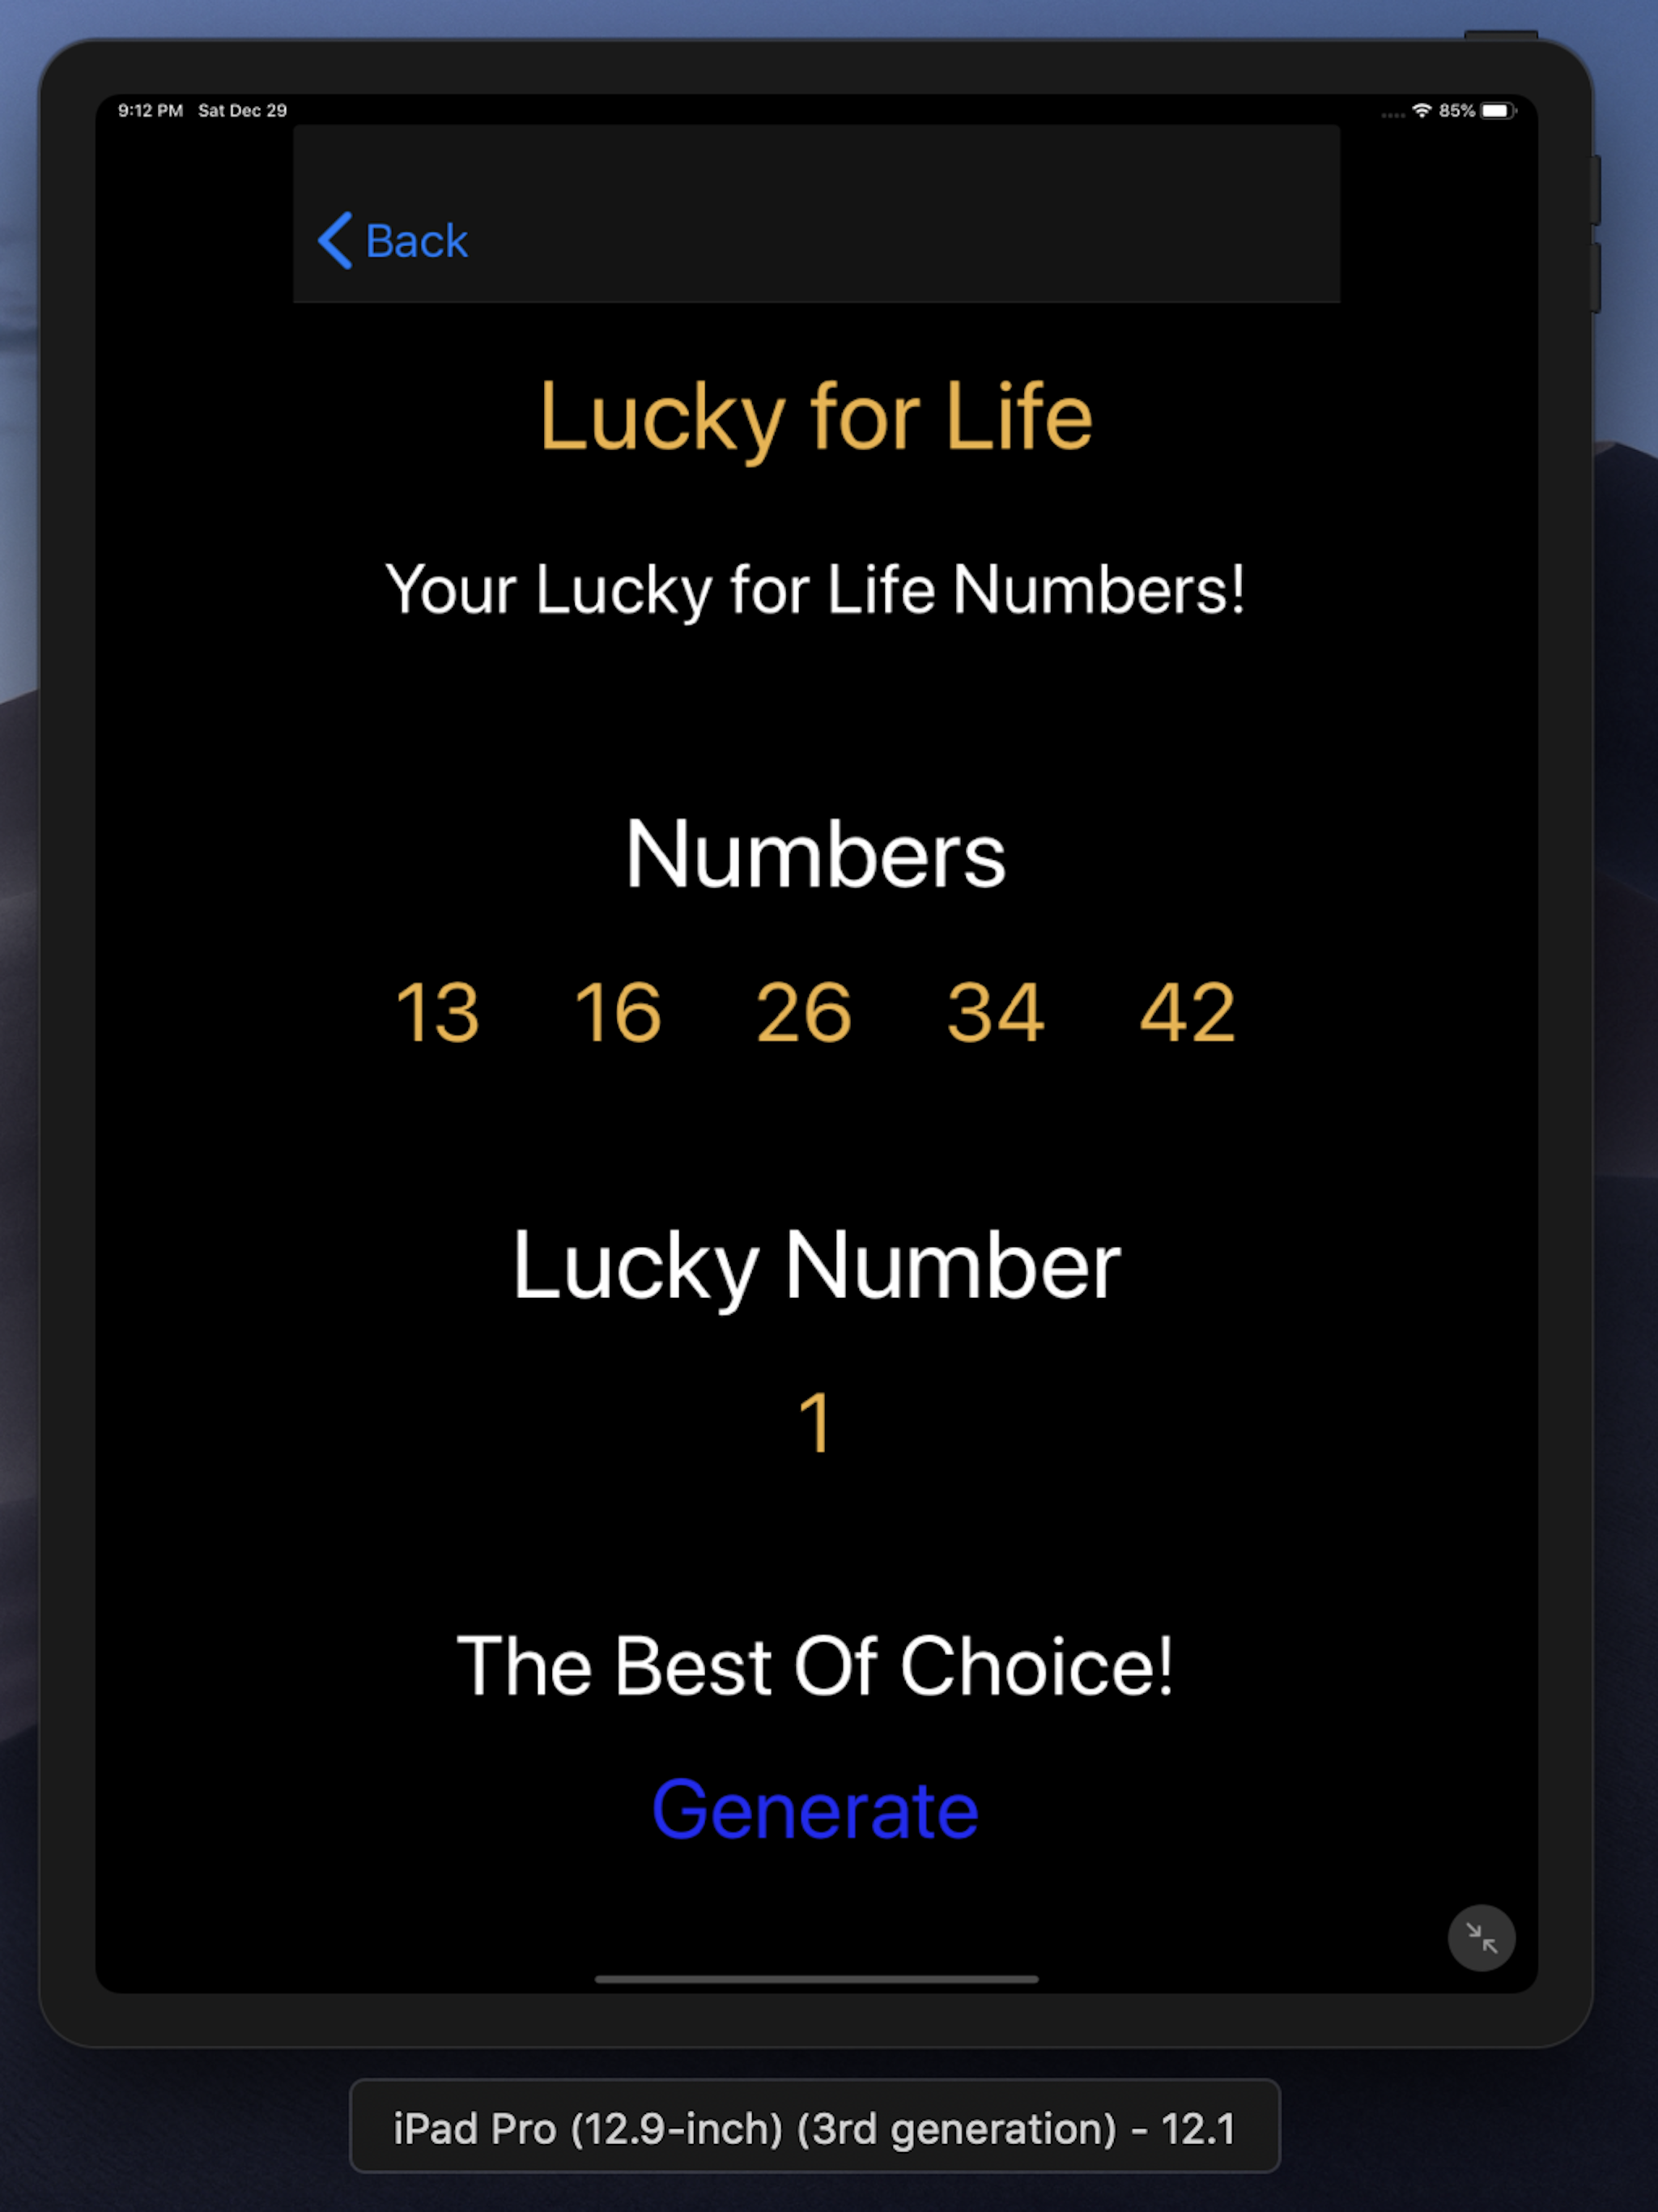 9:12 PM Sat Dec 29 85%
Back
Lucky for Life
Your Lucky for Life Numbers!
Numbers
13 16 26 34 42
Lucky Number
1
The Best Of Choice!
Generate
iPad Pro (12.9-inch) (3rd generation) - 12.1